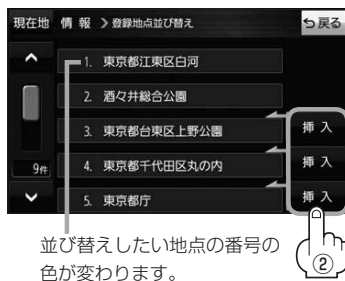 現在地 情報 ❯登録地点並び替え
戻る
1. 東京都江東区白河
2. 酒々井総合公園
3. 東京都台東区上野公園
挿入
9件
4. 東京都千代田区丸の内
挿入
5. 東京都庁
挿入
並び替えしたい地点の番号の
色が変わります。
②